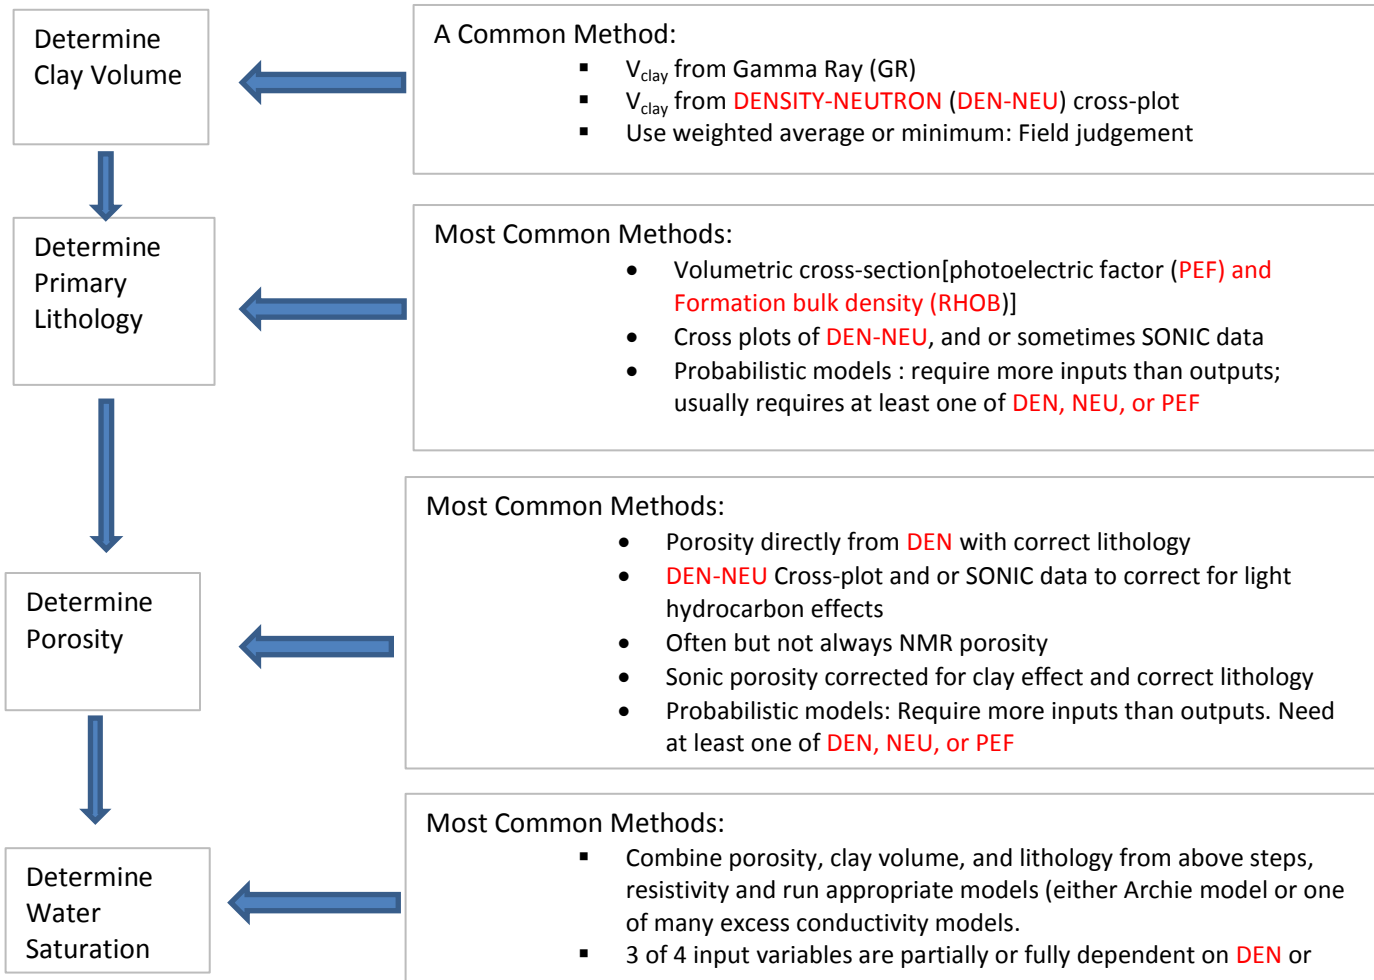 Determine
Clay Volume
A Common Method:
▪ Vclay from Gamma Ray (GR)
▪ Vclay from DENSITY-NEUTRON (DEN-NEU) cross-plot
▪ Use weighted average or minimum: Field judgement
Determine
Primary
Lithology
Most Common Methods:
• Volumetric cross-section[photoelectric factor (PEF) and
Formation bulk density (RHOB)]
• Cross plots of DEN-NEU, and or sometimes SONIC data
• Probabilistic models : require more inputs than outputs;
usually requires at least one of DEN, NEU, or PEF
Determine
Porosity
Most Common Methods:
• Porosity directly from DEN with correct lithology
• DEN-NEU Cross-plot and or SONIC data to correct for light
hydrocarbon effects
• Often but not always NMR porosity
• Sonic porosity corrected for clay effect and correct lithology
• Probabilistic models: Require more inputs than outputs. Need
at least one of DEN, NEU, or PEF
Determine
Water
Saturation
Most Common Methods:
▪ Combine porosity, clay volume, and lithology from above steps,
resistivity and run appropriate models (either Archie model or one
of many excess conductivity models.
▪ 3 of 4 input variables are partially or fully dependent on DEN or